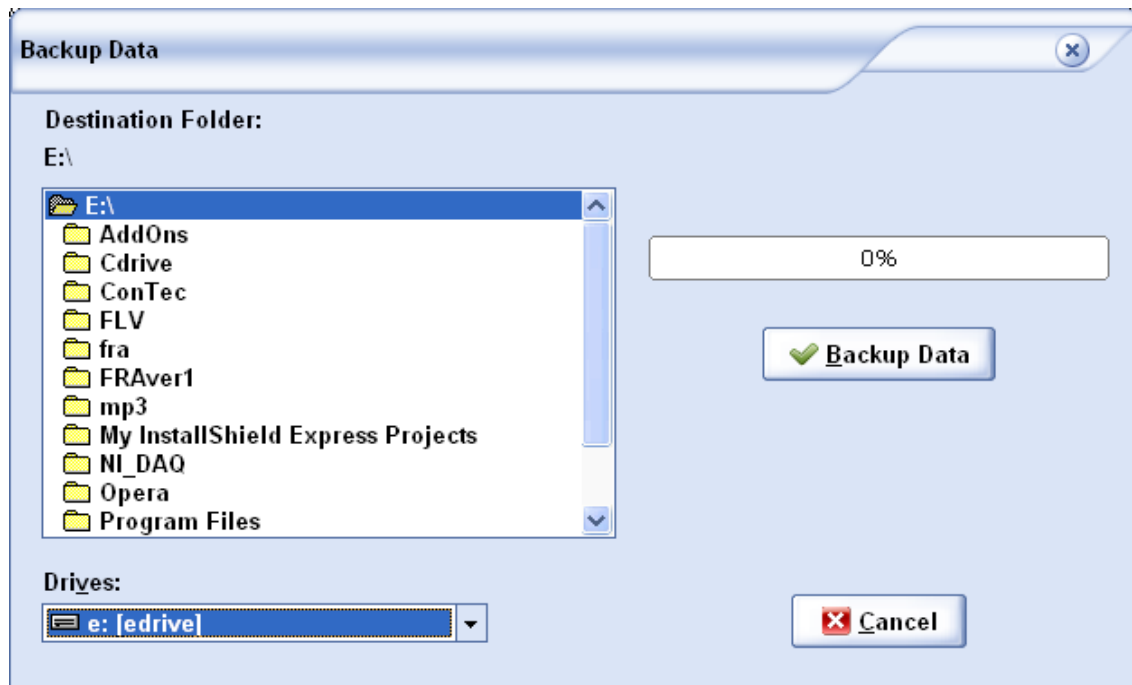 Backup Data
Destination Folder:
E:\
E:\
AddOns
Cdrive
ConTec
FLV
fra
FRAver1
mp3
My InstallShield Express Projects
NI_DAQ
Opera
Program Files
0%
Backup Data
Drives:
e: [edrive]
Cancel